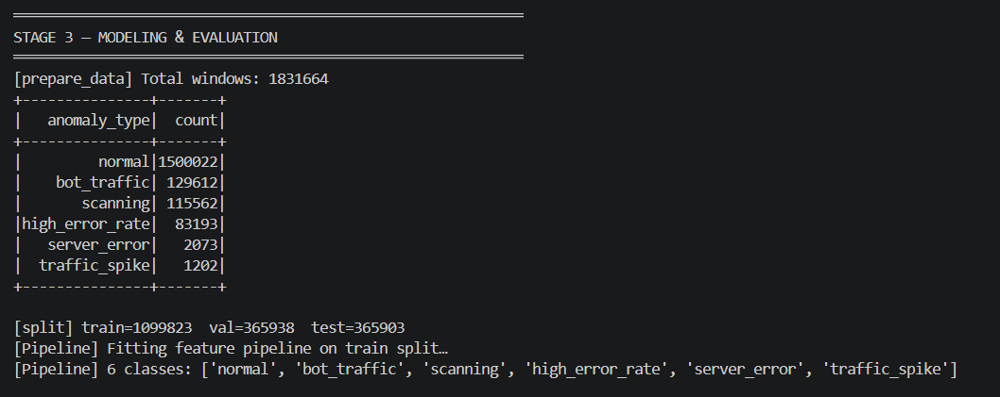 STAGE 3 — MODELING & EVALUATION
[prepare_data] Total windows: 1831664
+---------------+-------+
|   anomaly_type|  count|
+---------------+-------+
|         normal|1500022|
|    bot_traffic| 129612|
|       scanning| 115562|
|high_error_rate|  83193|
|   server_error|   2073|
|  traffic_spike|   1202|
+---------------+-------+
[split] train=1099823  val=365938  test=365903
[Pipeline] Fitting feature pipeline on train split…
[Pipeline] 6 classes: ['normal', 'bot_traffic', 'scanning', 'high_error_rate', 'server_error', 'traffic_spike']